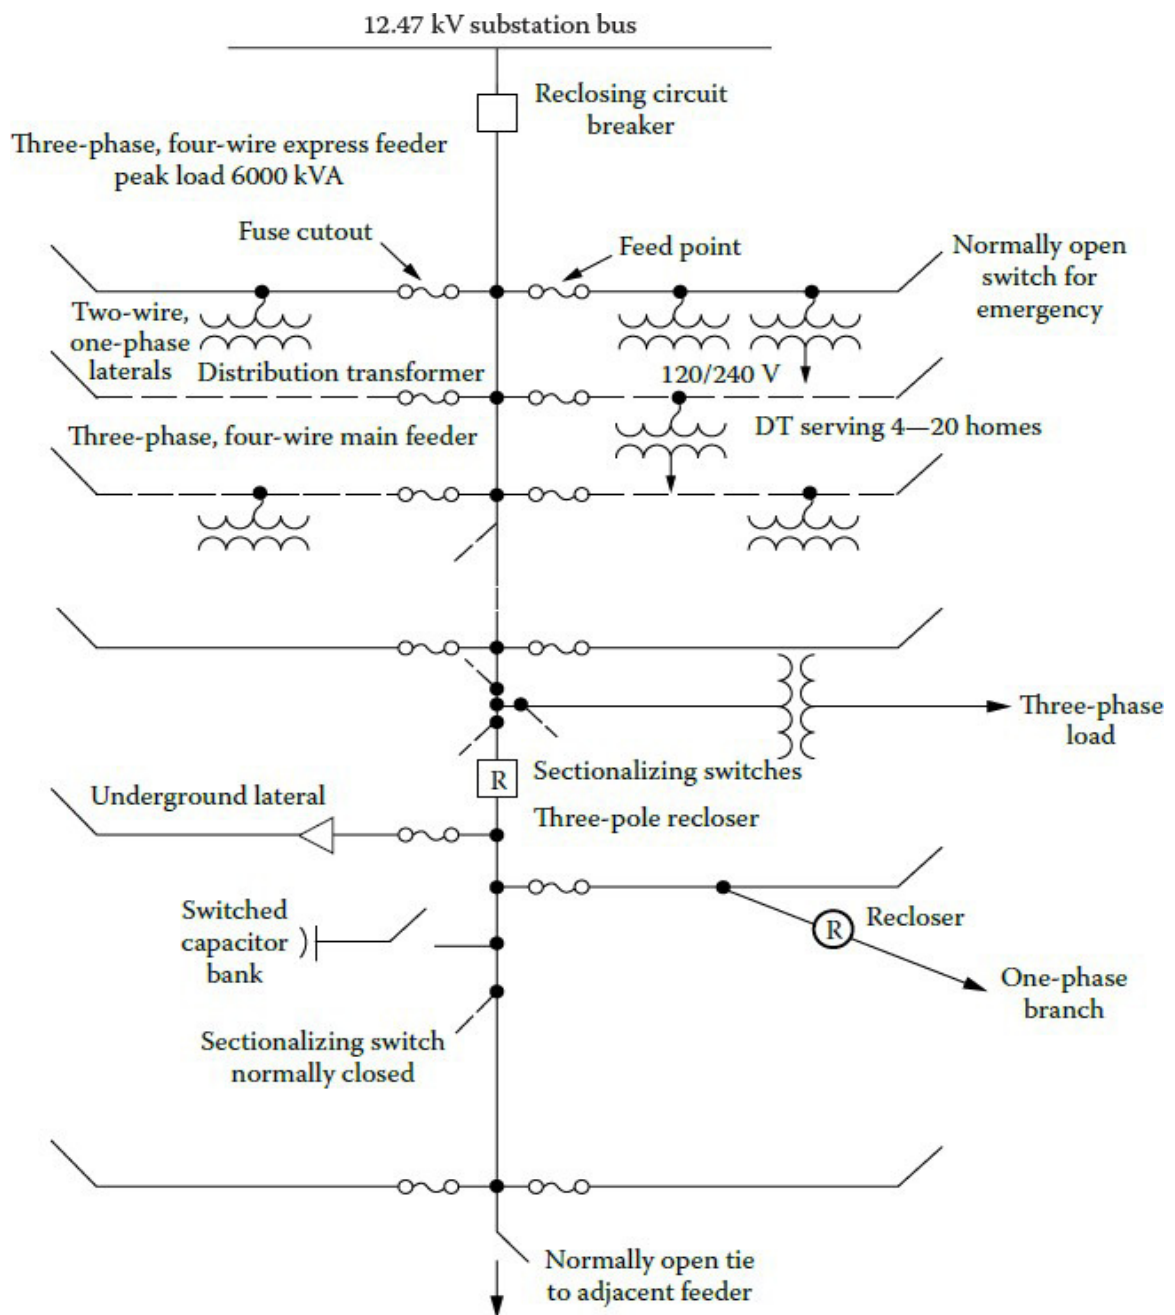 12.47 kV substation bus
Reclosing circuit
breaker
Three-phase, four-wire express feeder
peak load 6000 kVA
Fuse cutout
Feed point
Normally open
switch for
emergency
Two-wire,
one-phase
laterals
Distribution transformer
120/240 V
Three-phase, four-wire main feeder
DT serving 4—20 homes
Three-phase
load
R
Sectionalizing switches
Three-pole recloser
Underground lateral
Switched
capacitor
bank
R
Recloser
One-phase
branch
Sectionalizing switch
normally closed
Normally open tie
to adjacent feeder